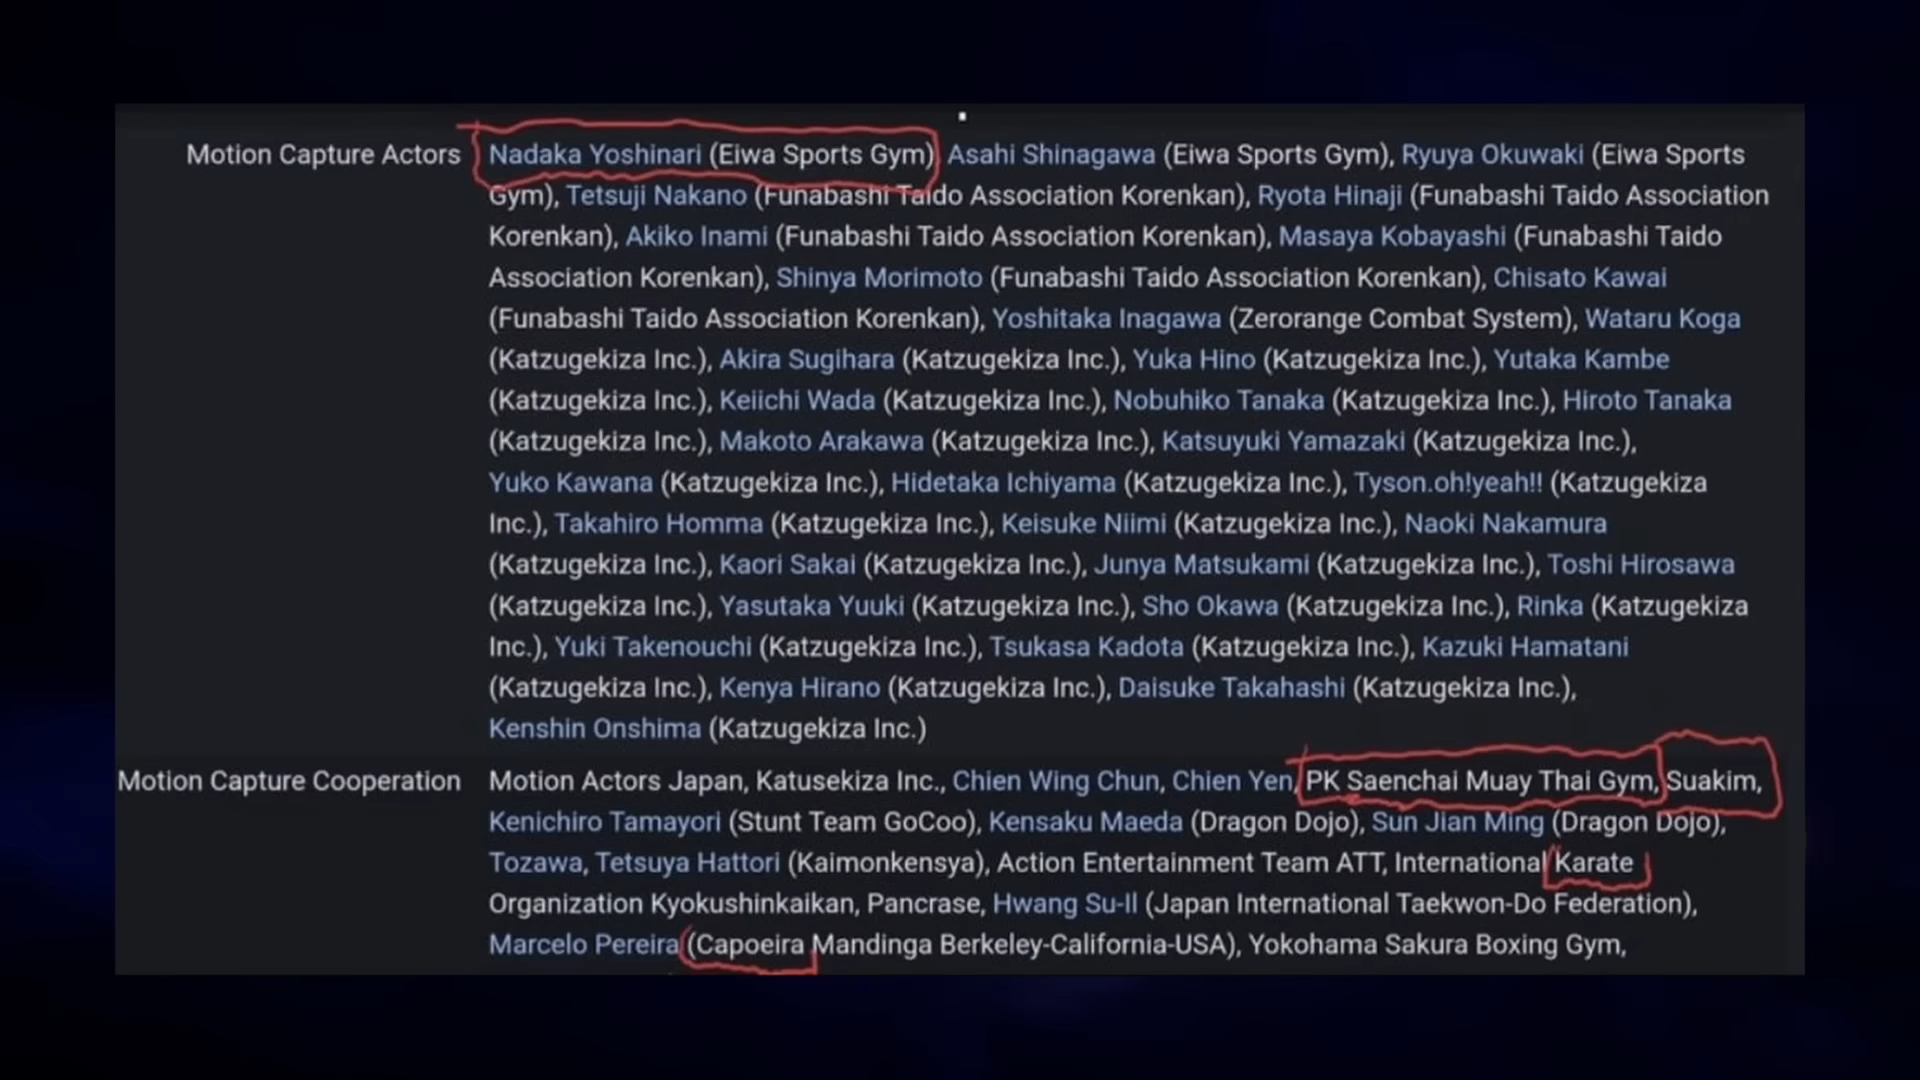 Motion Capture Actors Nadaka Yoshinari (Eiwa Sports Gym) Asahi Shinagawa (Eiwa Sports Gym), Ryuya Okuwaki (Eiwa Sports
Gym), Tetsuji Nakano (Funabashi Taido Association Korenkan), Ryota Hinaji (Funabashi Taido Association
Korenkan), Akiko Inami (Funabashi Taido Association Korenkan), Masaya Kobayashi (Funabashi Taido
Association Korenkan), Shinya Morimoto (Funabashi Taido Association Korenkan), Chisato Kawai
(Funabashi Taido Association Korenkan), Yoshitaka Inagawa (Zerorange Combat System), Wataru Koga
(Katzugekiza Inc.), Akira Sugihara (Katzugekiza Inc.), Yuka Hino (Katzugekiza Inc.), Yutaka Kambe
(Katzugekiza Inc.), Keiichi Wada (Katzugekiza Inc.), Nobuhiko Tanaka (Katzugekiza Inc.), Hiroto Tanaka
(Katzugekiza Inc.), Makoto Arakawa (Katzugekiza Inc.), Katsuyuki Yamazaki (Katzugekiza Inc.),
Yuko Kawana (Katzugekiza Inc.), Hidetaka Ichiyama (Katzugekiza Inc.), Tyson.oh!yeah!! (Katzugekiza
Inc.), Takahiro Homma (Katzugekiza Inc.), Keisuke Niimi (Katzugekiza Inc.), Naoki Nakamura
(Katzugekiza Inc.), Kaori Sakai (Katzugekiza Inc.), Junya Matsukami (Katzugekiza Inc.), Toshi Hirosawa
(Katzugekiza Inc.), Yasutaka Yuuki (Katzugekiza Inc.), Sho Okawa (Katzugekiza Inc.), Rinka (Katzugekiza
Inc.), Yuki Takenouchi (Katzugekiza Inc.), Tsukasa Kadota (Katzugekiza Inc.), Kazuki Hamatani
(Katzugekiza Inc.), Kenya Hirano (Katzugekiza Inc.), Daisuke Takahashi (Katzugekiza Inc.),
Kenshin Onshima (Katzugekiza Inc.)
Motion Capture Cooperation Motion Actors Japan, Katusekiza Inc., Chien Wing Chun, Chien Yen, PK Saenchai Muay Thai Gym, Suakim,
Kenichiro Tamayori (Stunt Team GoCoo), Kensaku Maeda (Dragon Dojo), Sun Jian Ming (Dragon Dojo),
Tozawa, Tetsuya Hattori (Kaimonkensya), Action Entertainment Team ATT, International Karate
Organization Kyokushinkaikan, Pancrase, Hwang Su-Il (Japan International Taekwon-Do Federation),
Marcelo Pereira (Capoeira Mandinga Berkeley-California-USA), Yokohama Sakura Boxing Gym,